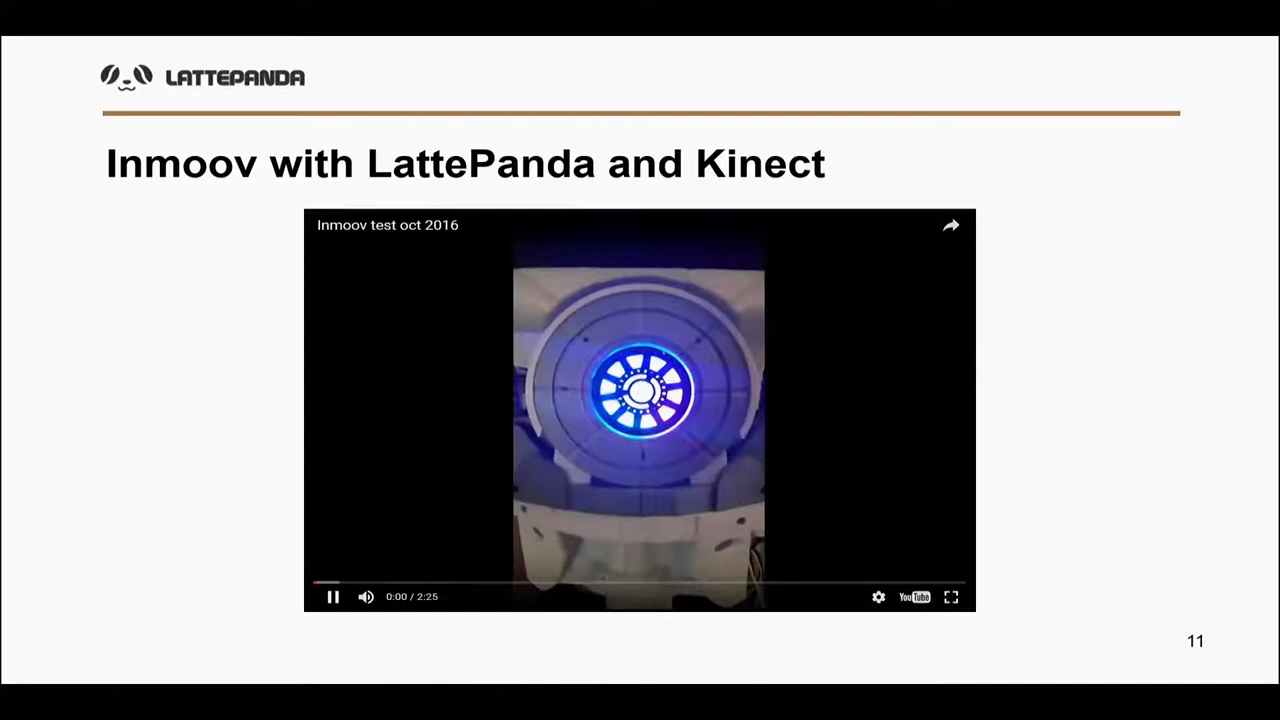 LATTEPANDA
Inmoov with LattePanda and Kinect
Inmoov test oct 2016
0:00 / 2:25
YouTube
11